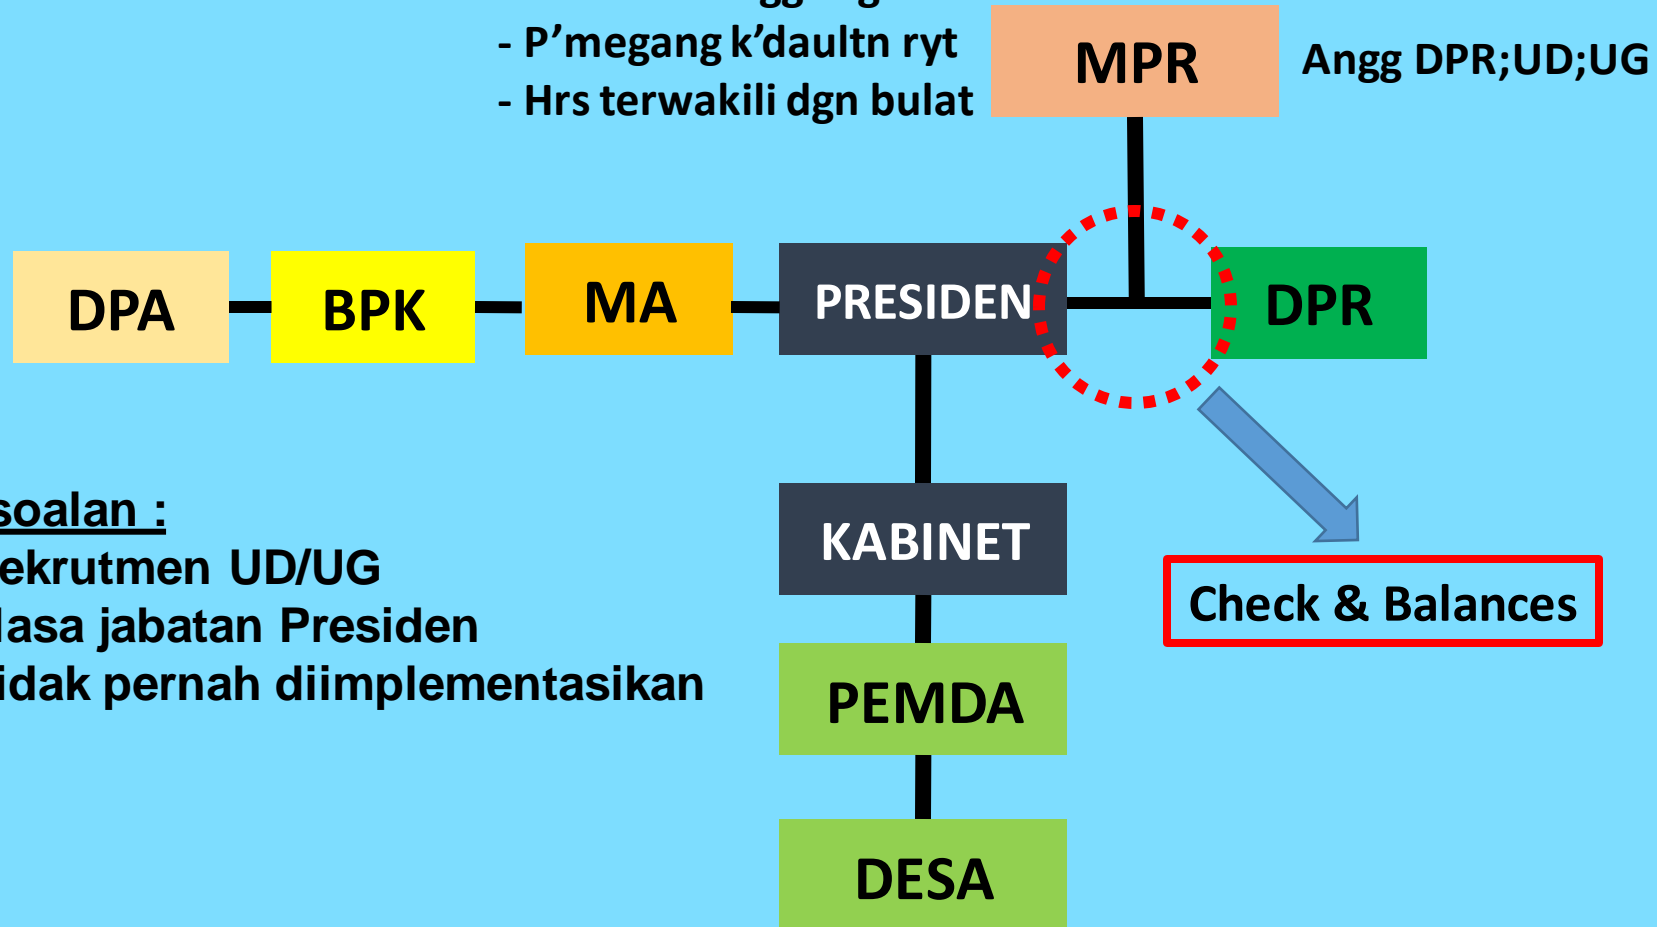 - P’megang k’daultn ryt
- Hrs terwakili dgn bulat
MPR
Angg DPR;UD;UG
DPA
BPK
MA
PRESIDEN
DPR
soalan :
ekrutmen UD/UG
asa jabatan Presiden
idak pernah diimplementasikan
KABINET
Check & Balances
PEMDA
DESA